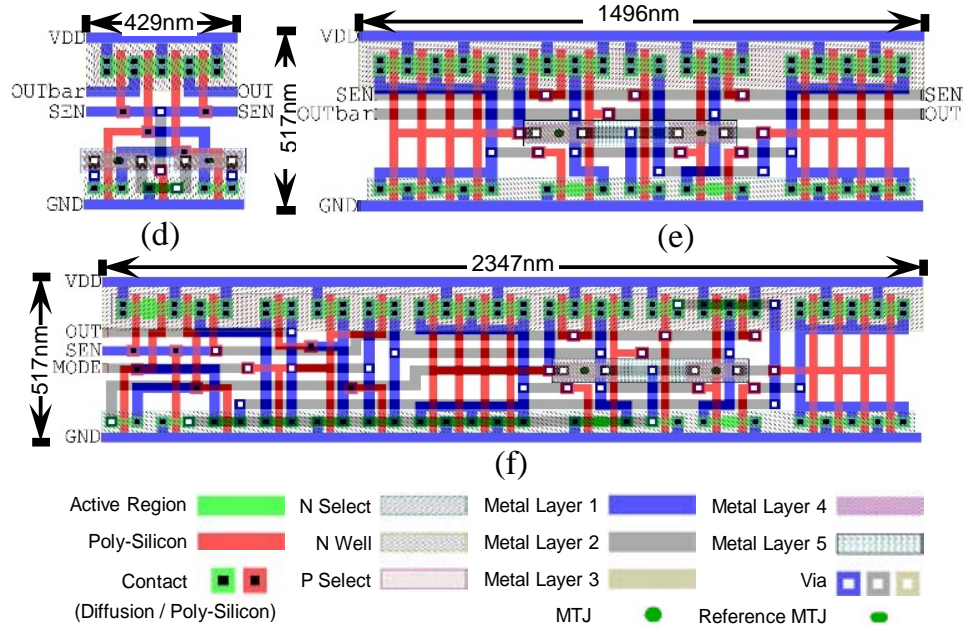 429nm
VDD
OUTbar
OUT
SEN
SEN
GND
(d)
1496nm
517nm
VDD
SEN
SEN
OUTbar
OUT
GND
(e)
2347nm
517nm
VDD
OUT
SEN
MODE
GND
(f)
Active Region
N Select
Metal Layer 1
Metal Layer 4
Poly-Silicon
N Well
Metal Layer 2
Metal Layer 5
Contact
P Select
Metal Layer 3
Via
(Diffusion / Poly-Silicon)
MTJ
Reference MTJ